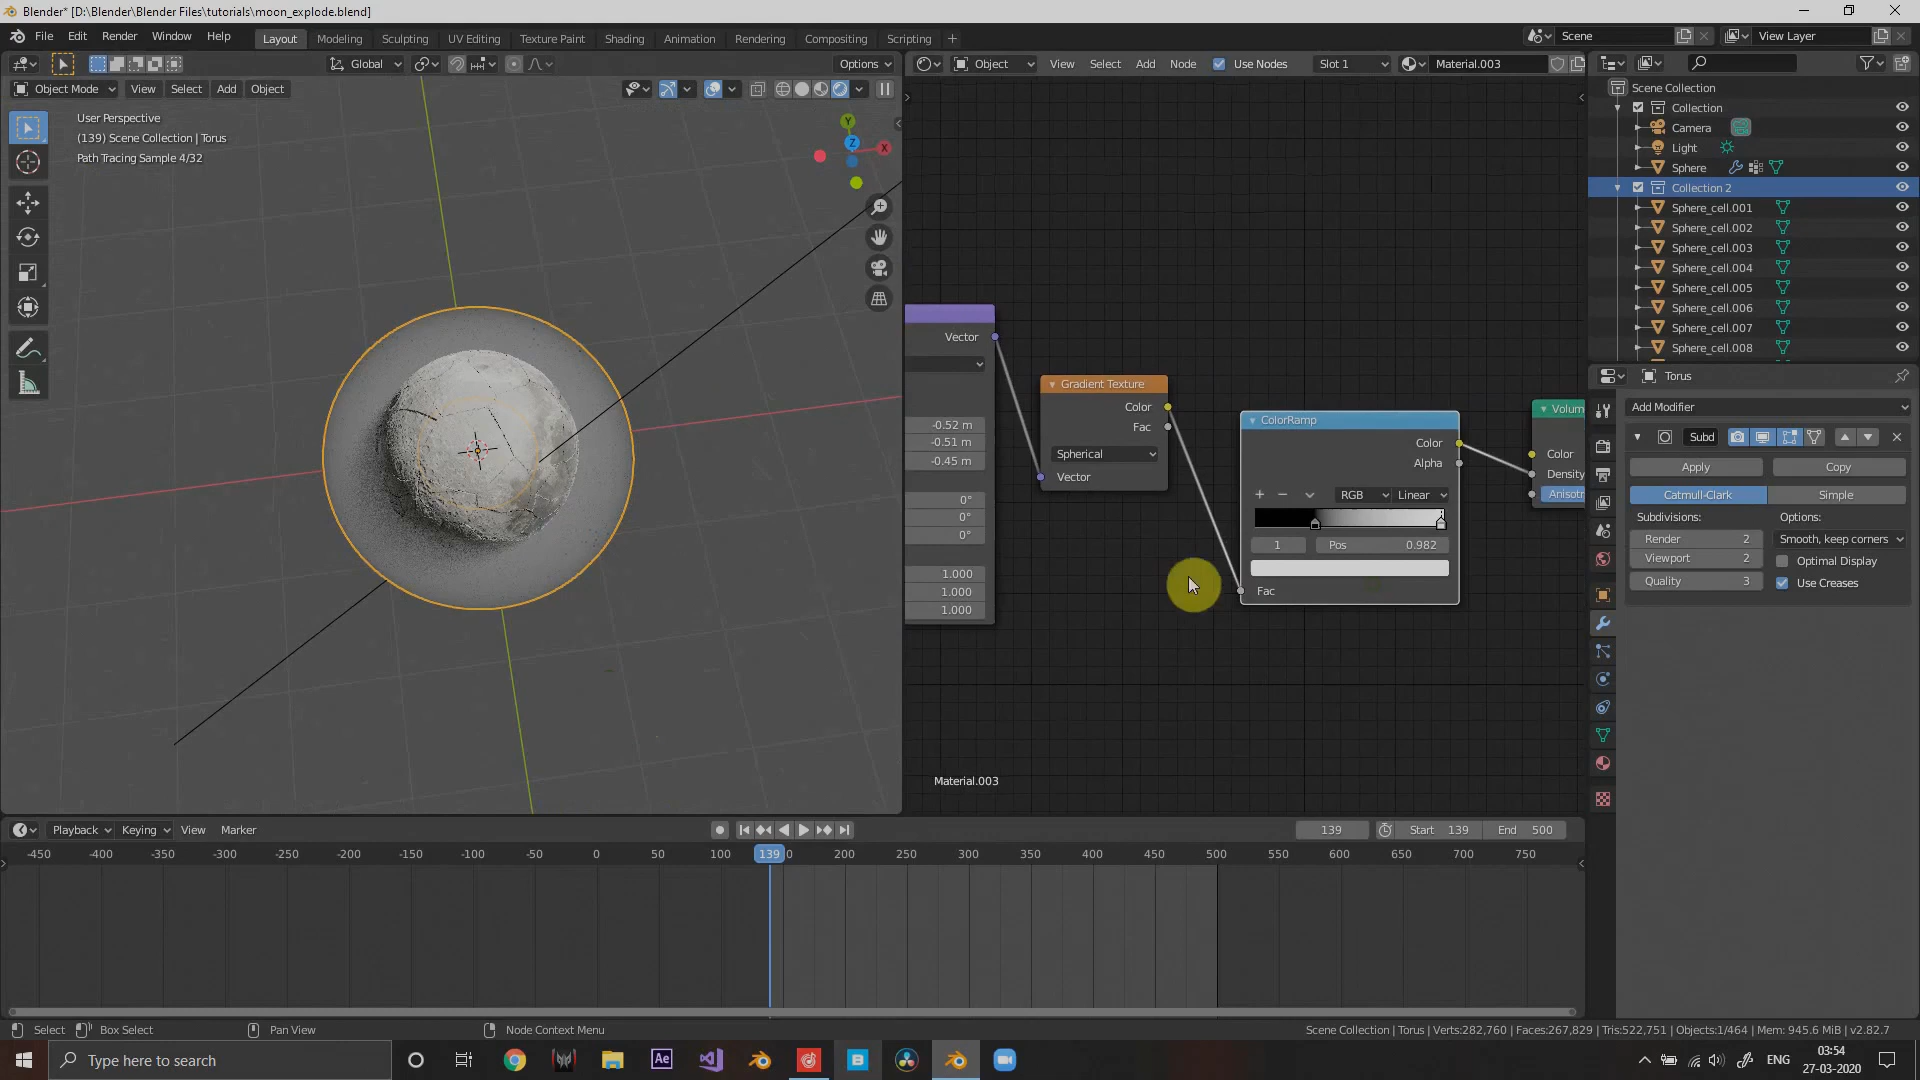 Blender* [D:\Blender\Blender Files\tutorials\moon_explode.blend]
File Edit Render Window Help
Layout Modeling Sculpting UV Editing Texture Paint Shading Animation Rendering Compositing Scripting
Scene
View Layer
Global
Options
Object
View Select Add Node
Use Nodes
Slot 1
Material.003
Object Mode
View Select Add Object
User Perspective
(139) Scene Collection | Torus
Path Tracing Sample 4/32
Y
Z
X
Vector
-0.52 m
-0.51 m
-0.45 m
0°
0°
0°
1.000
1.000
1.000
Gradient Texture
Color
Fac
Spherical
Vector
ColorRamp
Color
Alpha
RGB
Linear
1
Pos 0.982
Fac
Volum
Color
Density
Anisotr
Material.003
Scene Collection
Collection
Camera
Light
Sphere
Collection 2
Sphere_cell.001
Sphere_cell.002
Sphere_cell.003
Sphere_cell.004
Sphere_cell.005
Sphere_cell.006
Sphere_cell.007
Sphere_cell.008
Torus
Add Modifier
Subd
Apply
Copy
Catmull-Clark
Simple
Subdivisions:
Options:
Render 2
Smooth, keep corners
Viewport 2
Optimal Display
Quality 3
Use Creases
Playback Keying View Marker
139
Start 139
End 500
-450 -400 -350 -300 -250 -200 -150 -100 -50 0 50 100 139 0 200 250 300 350 400 450 500 550 600 650 700 750
Select
Box Select
Pan View
Node Context Menu
Scene Collection | Torus | Verts:282,760 | Faces:267,829 | Tris:522,751 | Objects:1/464 | Mem: 945.6 MiB | v2.82.7
Type here to search
Ae
ENG
03:54
27-03-2020